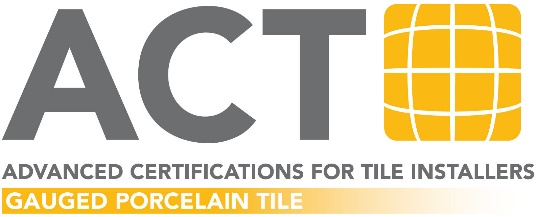 ACT
ADVANCED CERTIFICATIONS FOR TILE INSTALLERS
GAUGED PORCELAIN TILE